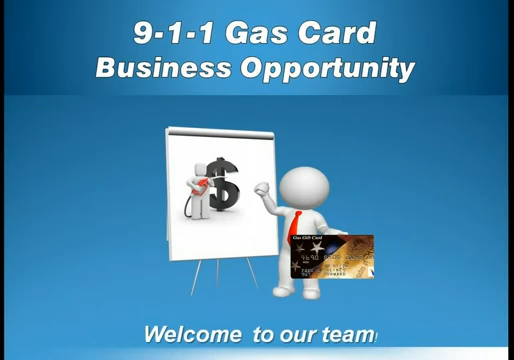 9-1-1 Gas Card
Business Opportunity
$
Gas Gift Card
Welcome to our team!